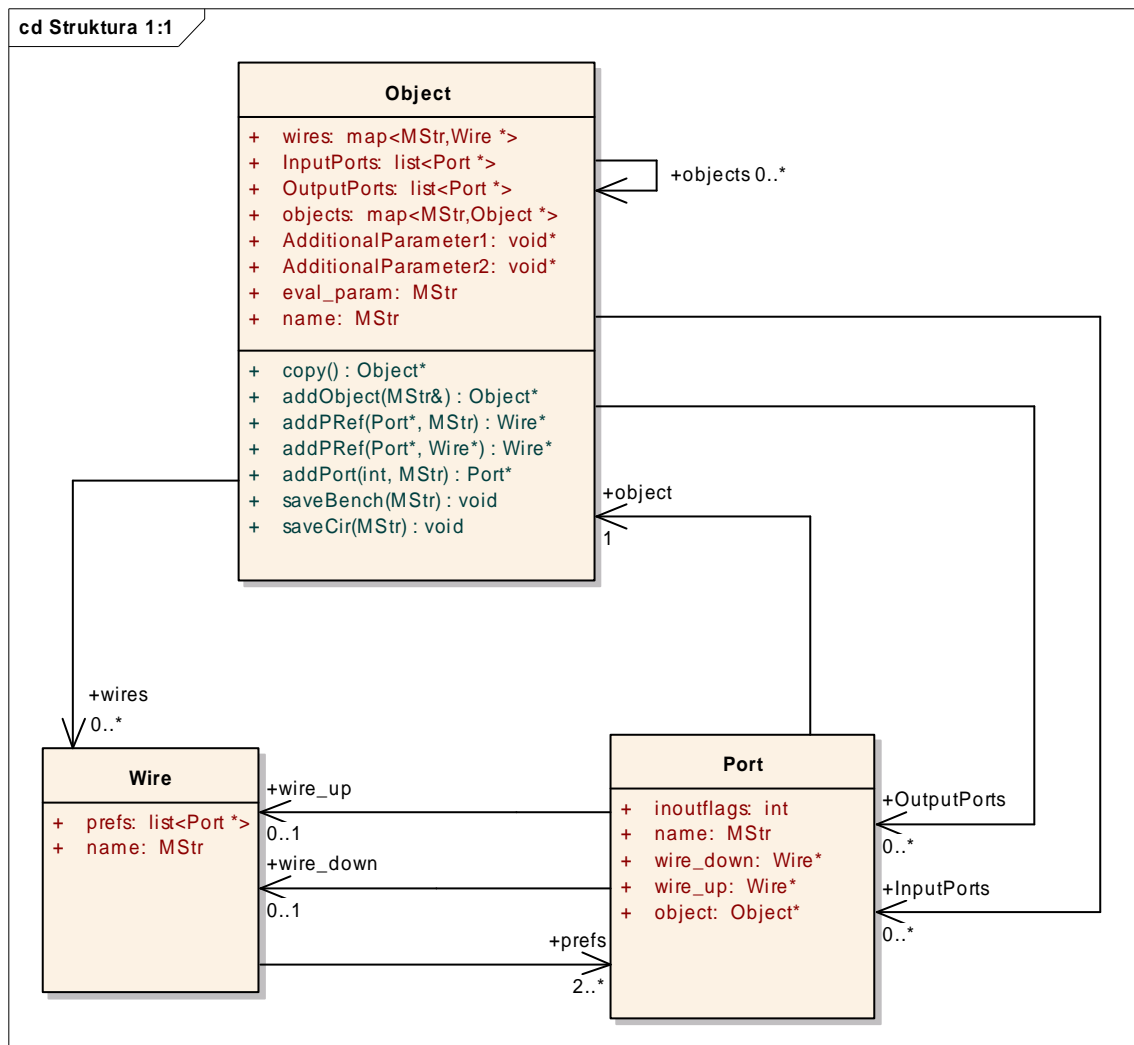 cd Struktura 1:1
Object
+ wires: map<MStr,Wire *>
+ InputPorts: list<Port *>
+ OutputPorts: list<Port *>
+ objects: map<MStr,Object *>
+ AdditionalParameter1: void*
+ AdditionalParameter2: void*
+ eval_param: MStr
+ name: MStr
+ copy() : Object*
+ addObject(MStr&) : Object*
+ addPRef(Port*, MStr) : Wire*
+ addPRef(Port*, Wire*) : Wire*
+ addPort(int, MStr) : Port*
+ saveBench(MStr) : void
+ saveCir(MStr) : void
+objects 0..*
+object
1
+wires
0..*
Wire
+ prefs: list<Port *>
+ name: MStr
+wire_up
0..1
+wire_down
0..1
+prefs
2..*
Port
+ inoutflags: int
+ name: MStr
+ wire_down: Wire*
+ wire_up: Wire*
+ object: Object*
+OutputPorts
0..*
+InputPorts
0..*